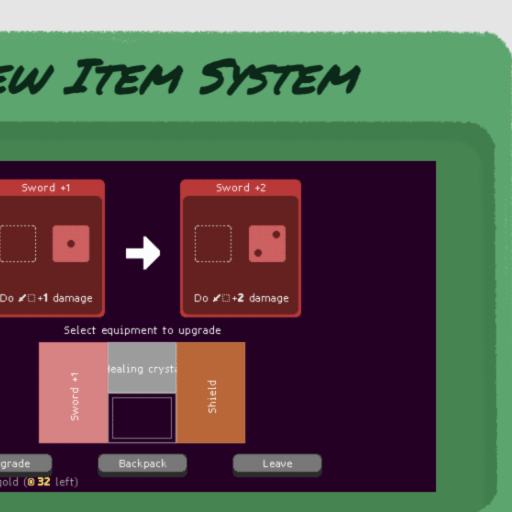 EW ITEM SYSTEM
Sword +1
Sword +2
Do +1 damage
Do +2 damage
Select equipment to upgrade
Sword +1
Healing crysta
Shield
grade
Backpack
Leave
gold (32 left)